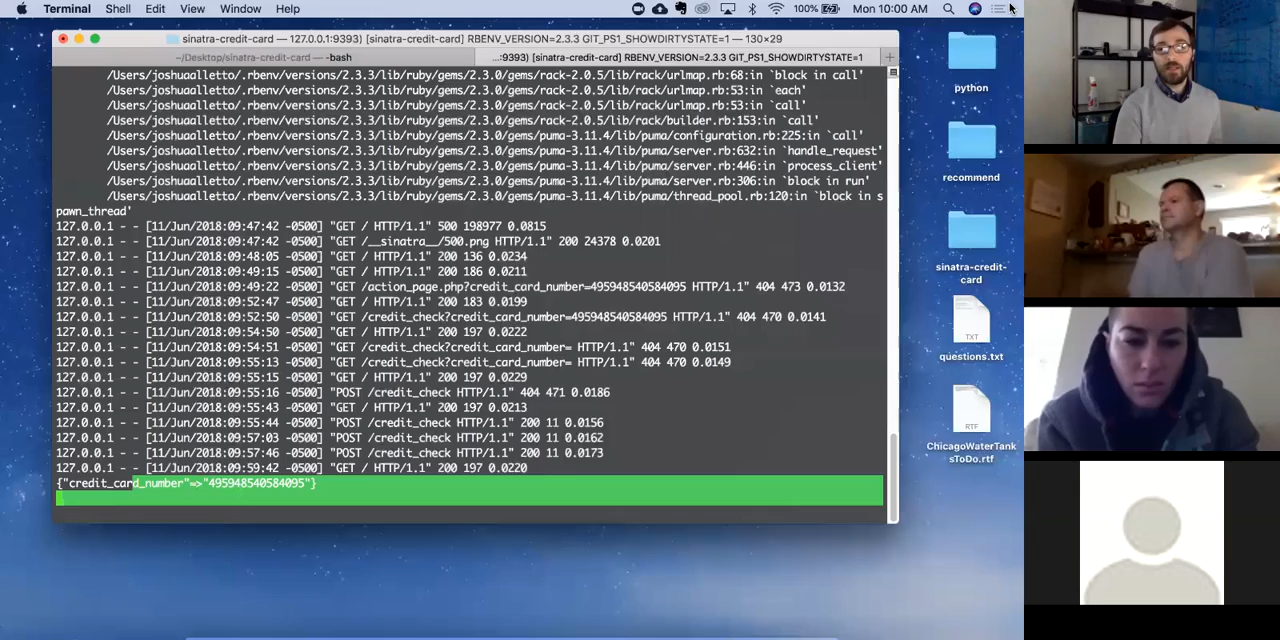 Terminal Shell Edit View Window Help 100% Mon 10:00 AM
sinatra-credit-card — 127.0.0.1:9393) [sinatra-credit-card] RBENV_VERSION=2.3.3 GIT_PS1_SHOWDIRTYSTATE=1 — 130×29
~/Desktop/sinatra-credit-card — -bash
...:9393) [sinatra-credit-card] RBENV_VERSION=2.3.3 GIT_PS1_SHOWDIRTYSTATE=1
/Users/joshuaalletto/.rbenv/versions/2.3.3/lib/ruby/gems/2.3.0/gems/rack-2.0.5/lib/rack/urlmap.rb:68:in `block in call'
/Users/joshuaalletto/.rbenv/versions/2.3.3/lib/ruby/gems/2.3.0/gems/rack-2.0.5/lib/rack/urlmap.rb:53:in `each'
/Users/joshuaalletto/.rbenv/versions/2.3.3/lib/ruby/gems/2.3.0/gems/rack-2.0.5/lib/rack/urlmap.rb:53:in `call'
/Users/joshuaalletto/.rbenv/versions/2.3.3/lib/ruby/gems/2.3.0/gems/rack-2.0.5/lib/rack/builder.rb:153:in `call'
/Users/joshuaalletto/.rbenv/versions/2.3.3/lib/ruby/gems/2.3.0/gems/puma-3.11.4/lib/puma/configuration.rb:225:in `call'
/Users/joshuaalletto/.rbenv/versions/2.3.3/lib/ruby/gems/2.3.0/gems/puma-3.11.4/lib/puma/server.rb:632:in `handle_request'
/Users/joshuaalletto/.rbenv/versions/2.3.3/lib/ruby/gems/2.3.0/gems/puma-3.11.4/lib/puma/server.rb:446:in `process_client'
/Users/joshuaalletto/.rbenv/versions/2.3.3/lib/ruby/gems/2.3.0/gems/puma-3.11.4/lib/puma/server.rb:306:in `block in run'
/Users/joshuaalletto/.rbenv/versions/2.3.3/lib/ruby/gems/2.3.0/gems/puma-3.11.4/lib/puma/thread_pool.rb:120:in `block in s
pawn_thread'
127.0.0.1 - - [11/Jun/2018:09:47:42 -0500] "GET / HTTP/1.1" 500 198977 0.0815
127.0.0.1 - - [11/Jun/2018:09:47:42 -0500] "GET /__sinatra__/500.png HTTP/1.1" 200 24378 0.0201
127.0.0.1 - - [11/Jun/2018:09:48:05 -0500] "GET / HTTP/1.1" 200 136 0.0234
127.0.0.1 - - [11/Jun/2018:09:49:15 -0500] "GET / HTTP/1.1" 200 186 0.0211
127.0.0.1 - - [11/Jun/2018:09:49:28 -0500] "GET /action_page.php?credit_card_number=495948540584095 HTTP/1.1" 404 473 0.0132
127.0.0.1 - - [11/Jun/2018:09:52:47 -0500] "GET / HTTP/1.1" 200 183 0.0199
127.0.0.1 - - [11/Jun/2018:09:52:50 -0500] "GET /credit_check?credit_card_number=495948540584095 HTTP/1.1" 404 470 0.0141
127.0.0.1 - - [11/Jun/2018:09:54:50 -0500] "GET / HTTP/1.1" 200 197 0.0222
127.0.0.1 - - [11/Jun/2018:09:54:51 -0500] "GET /credit_check?credit_card_number= HTTP/1.1" 404 470 0.0151
127.0.0.1 - - [11/Jun/2018:09:55:13 -0500] "GET /credit_check?credit_card_number= HTTP/1.1" 404 470 0.0149
127.0.0.1 - - [11/Jun/2018:09:55:15 -0500] "GET / HTTP/1.1" 200 197 0.0229
127.0.0.1 - - [11/Jun/2018:09:55:16 -0500] "POST /credit_check HTTP/1.1" 404 471 0.0186
127.0.0.1 - - [11/Jun/2018:09:55:43 -0500] "GET / HTTP/1.1" 200 197 0.0213
127.0.0.1 - - [11/Jun/2018:09:55:44 -0500] "POST /credit_check HTTP/1.1" 200 11 0.0156
127.0.0.1 - - [11/Jun/2018:09:57:03 -0500] "POST /credit_check HTTP/1.1" 200 11 0.0162
127.0.0.1 - - [11/Jun/2018:09:57:46 -0500] "POST /credit_check HTTP/1.1" 200 11 0.0173
127.0.0.1 - - [11/Jun/2018:09:59:42 -0500] "GET / HTTP/1.1" 200 197 0.0220
{"credit_card_number"=>"495948540584095"}
python
recommend
sinatra-credit-
card
TXT
questions.txt
RTF
ChicagoWaterTank
sToDo.rtf